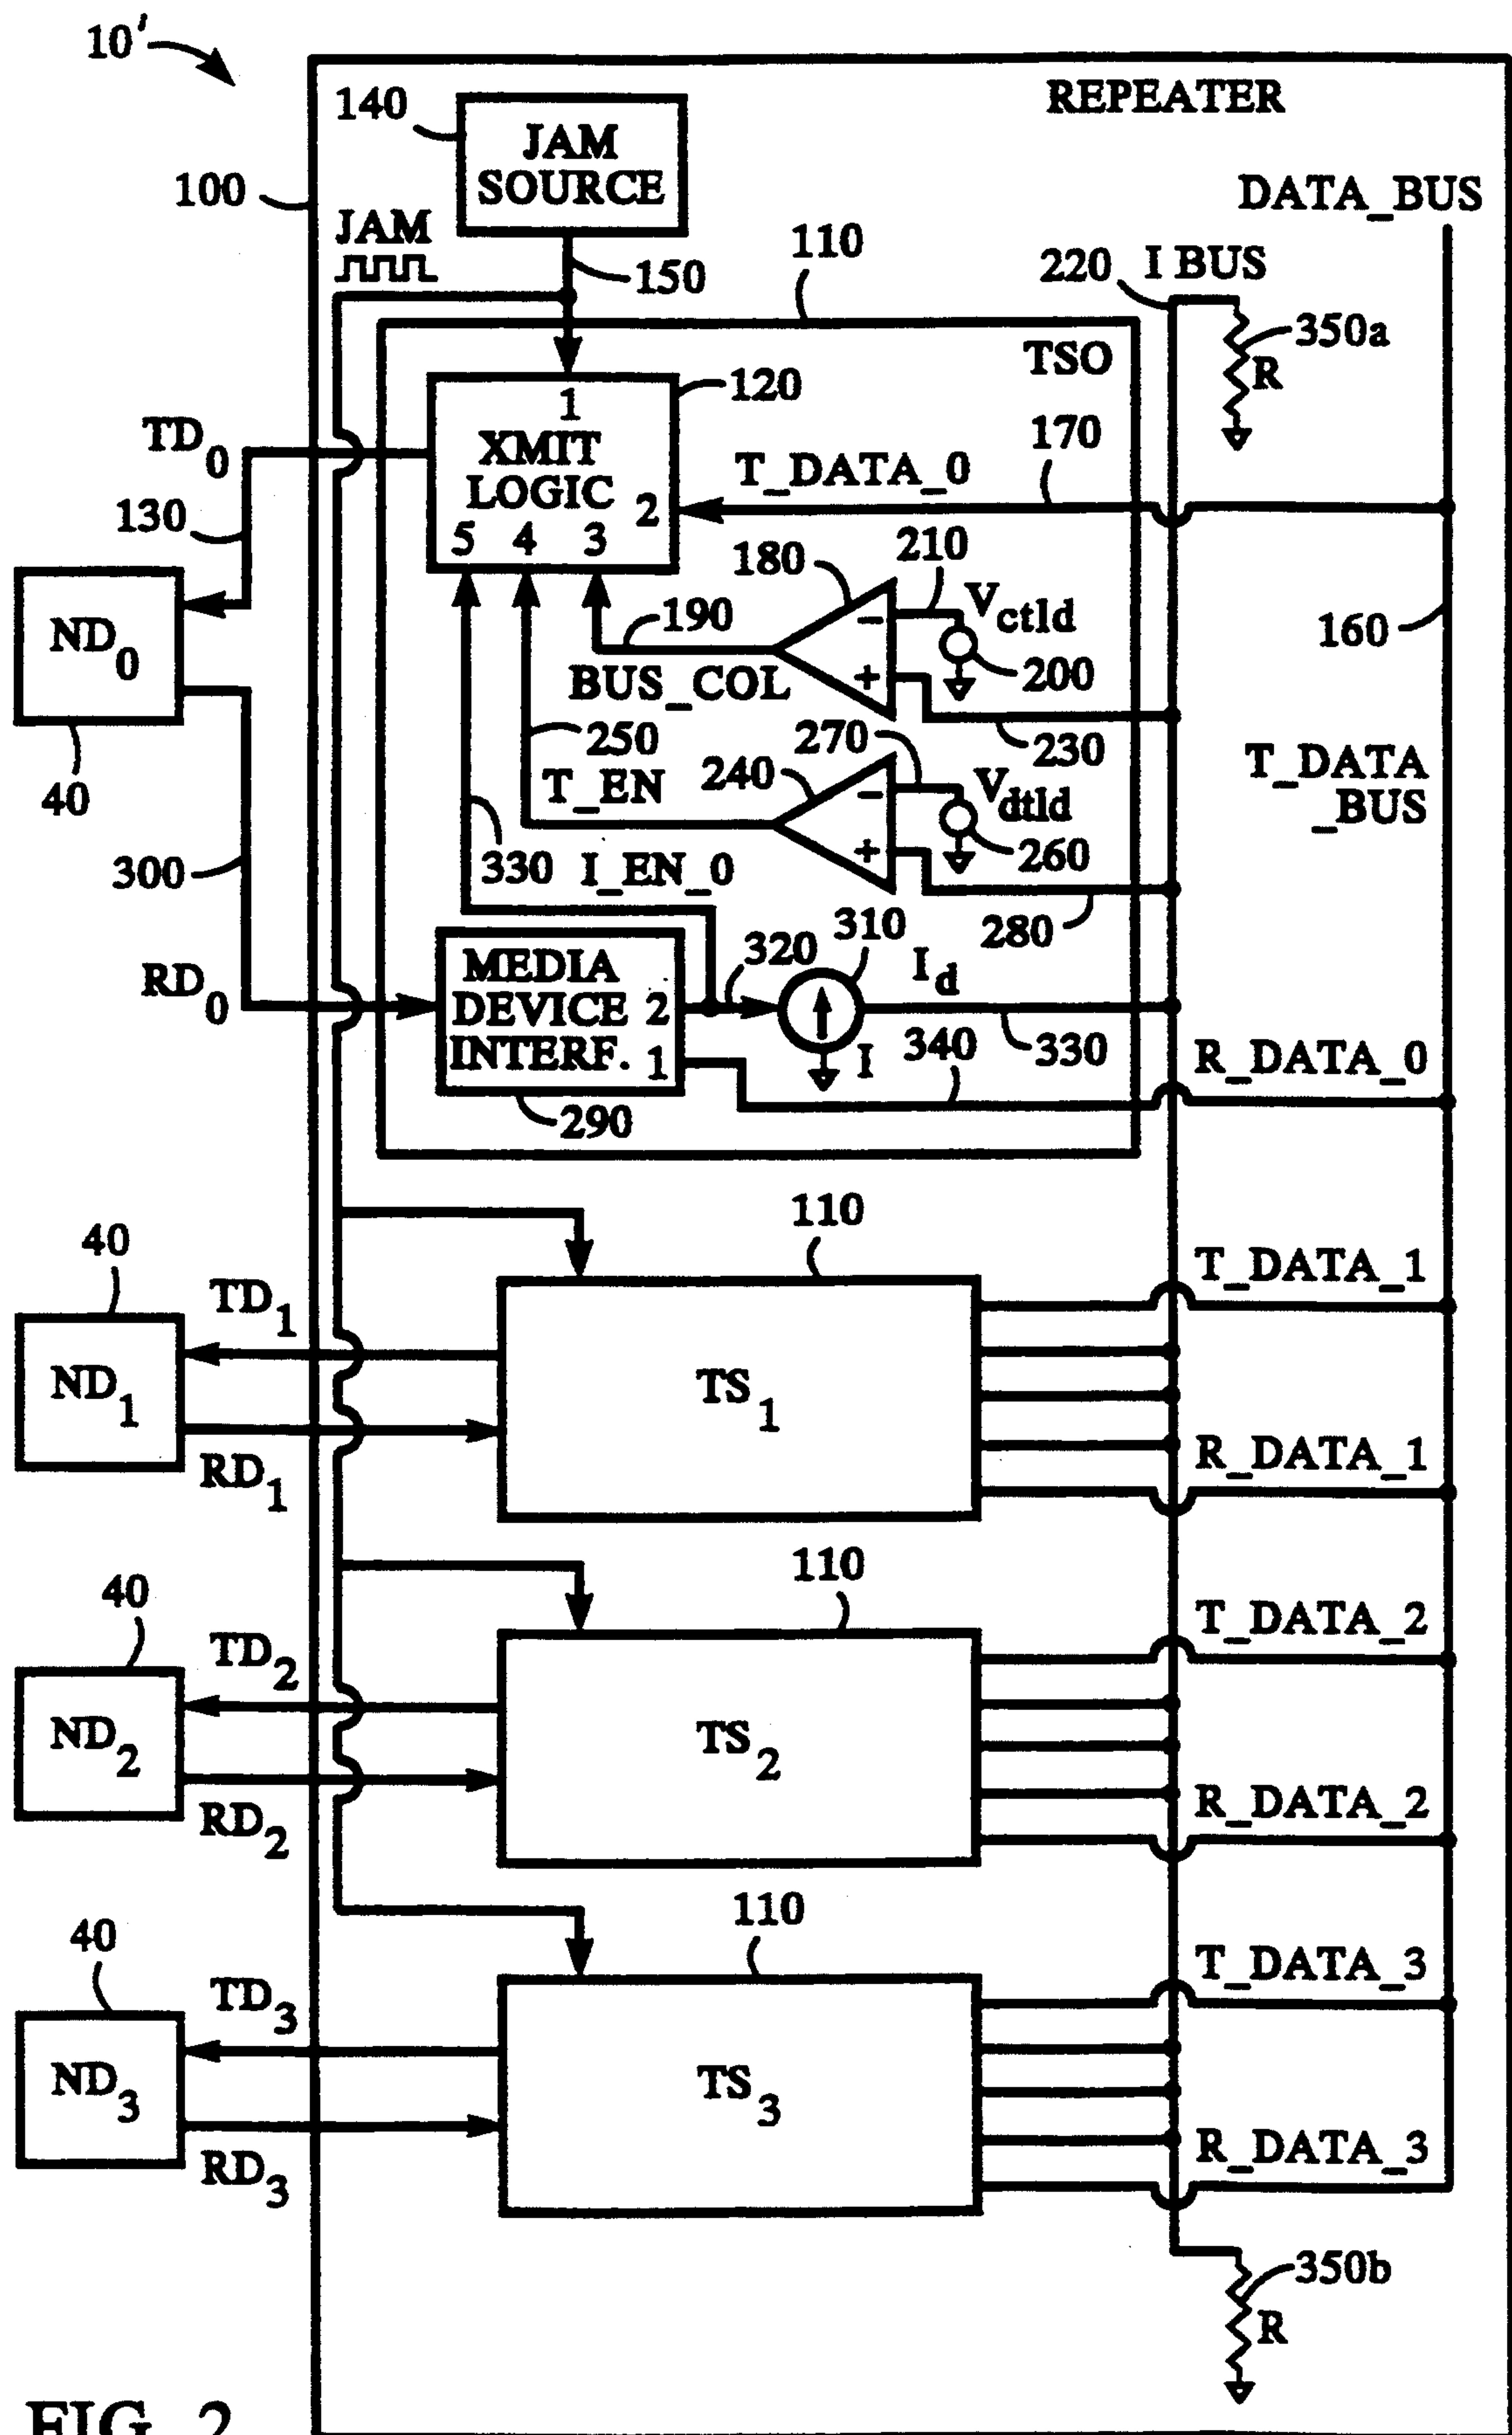 10'
REPEATER
140
JAM
SOURCE
100
DATA_BUS
JAM
150
110
220
I BUS
350a
R
TSO
120
1
XMIT
LOGIC
2
5 4 3
TD0
T_DATA_0
170
130
180
210
Vctld
190
160
ND0
BUS_COL
200
230
40
250
270
T_DATA
_BUS
240
T_EN
Vdtld
260
300
330
I_EN_0
280
310
320
Id
RD0
MEDIA
DEVICE
INTERF.
2
1
I
340
330
R_DATA_0
290
110
40
T_DATA_1
TD1
ND1
TS1
RD1
R_DATA_1
110
40
T_DATA_2
TD2
ND2
TS2
RD2
R_DATA_2
110
40
T_DATA_3
TD3
ND3
TS3
RD3
R_DATA_3
350b
R
FIG. 2